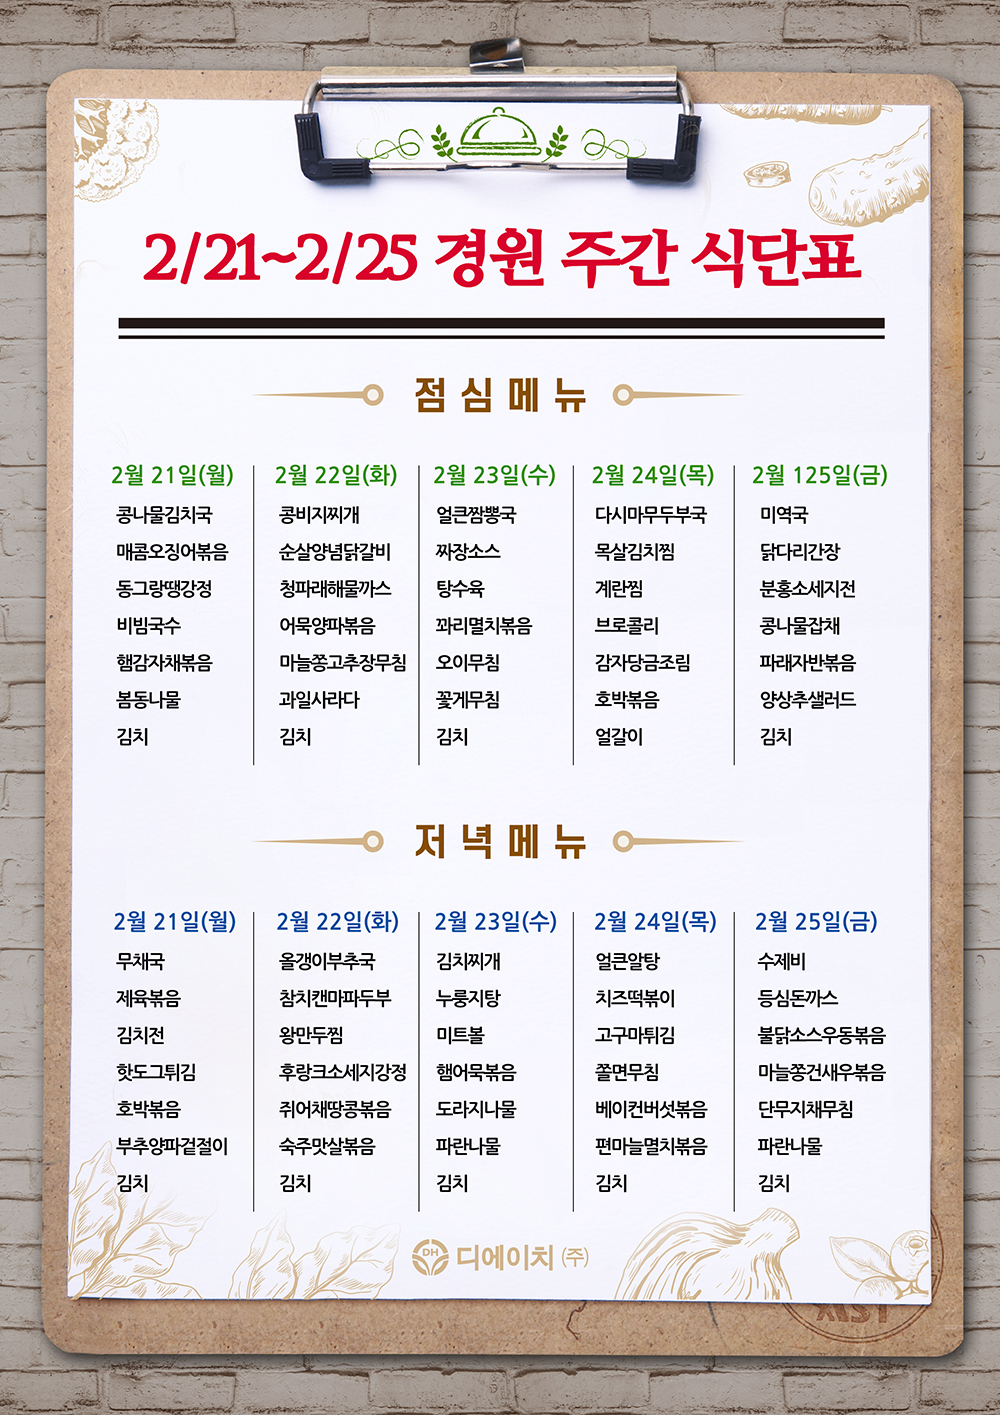 2/21~2/25 경원 주간 식단표
점심메뉴
2월 21일(월)
콩나물김치국
매콤오징어볶음
동그랑땡강정
비빔국수
햄감자채볶음
봄동나물
김치
2월 22일(화)
콩비지찌개
순살양념닭갈비
청파래해물까스
어묵양파볶음
마늘쫑고추장무침
과일사라다
김치
2월 23일(수)
얼큰짬뽕국
짜장소스
탕수육
꽈리멸치볶음
오이무침
꽃게무침
김치
2월 24일(목)
다시마무두부국
목살김치찜
계란찜
브로콜리
감자당금조림
호박볶음
얼갈이
2월 125일(금)
미역국
닭다리간장
분홍소세지전
콩나물잡채
파래자반볶음
양상추샐러드
김치
저녁메뉴
2월 21일(월)
무채국
제육볶음
김치전
핫도그튀김
호박볶음
부추양파겉절이
김치
2월 22일(화)
올갱이부추국
참치캔마파두부
왕만두찜
후랑크소세지강정
쥐어채땅콩볶음
숙주맛살볶음
김치
2월 23일(수)
김치찌개
누룽지탕
미트볼
햄어묵볶음
도라지나물
파란나물
김치
2월 24일(목)
얼큰알탕
치즈떡볶이
고구마튀김
쫄면무침
베이컨버섯볶음
편마늘멸치볶음
김치
2월 25일(금)
수제비
등심돈까스
불닭소스우동볶음
마늘쫑건새우볶음
단무지채무침
파란나물
김치
DH 디에이치 (주)